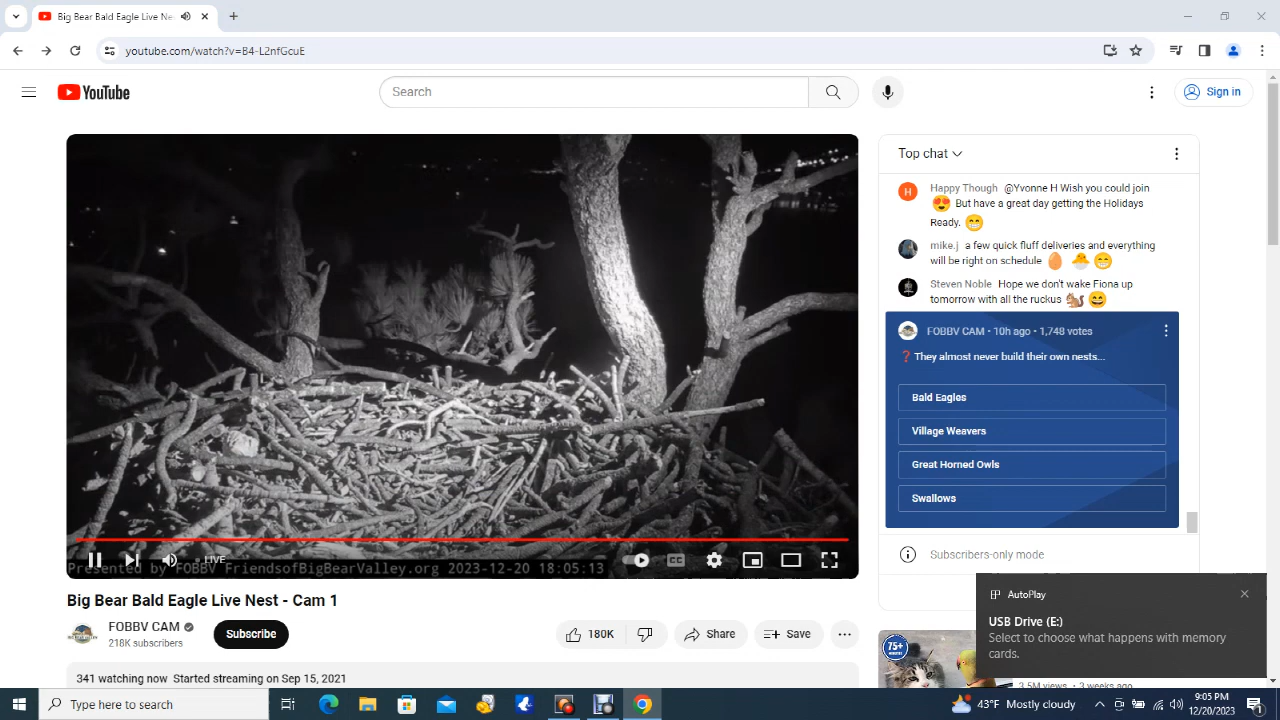 Big Bear Bald Eagle Live Ne
youtube.com/watch?v=B4-L2nfGcuE
YouTube
Search
Sign in
Top chat
H
Happy Though @Yvonne H Wish you could join
😍 But have a great day getting the Holidays
Ready. 😁
mike.j a few quick fluff deliveries and everything
will be right on schedule 🥚 🐣 😁
Steven Noble Hope we don't wake Fiona up
tomorrow with all the ruckus 🐿️ 😄
FOBBV CAM • 10h ago • 1,748 votes
❓ They almost never build their own nests...
Bald Eagles
Village Weavers
Great Horned Owls
Swallows
Subscribers-only mode
LIVE
CC
Presented by FOBBV FriendsofBigBearValley.org 2023-12-20 18:05:13
Big Bear Bald Eagle Live Nest - Cam 1
FOBBV CAM
218K subscribers
Subscribe
180K
Share
Save
341 watching now Started streaming on Sep 15, 2021
75+
MINUTES
3.5M views • 3 weeks ago
AutoPlay
USB Drive (E:)
Select to choose what happens with memory
cards.
Type here to search
43°F Mostly cloudy
9:05 PM
12/20/2023
1